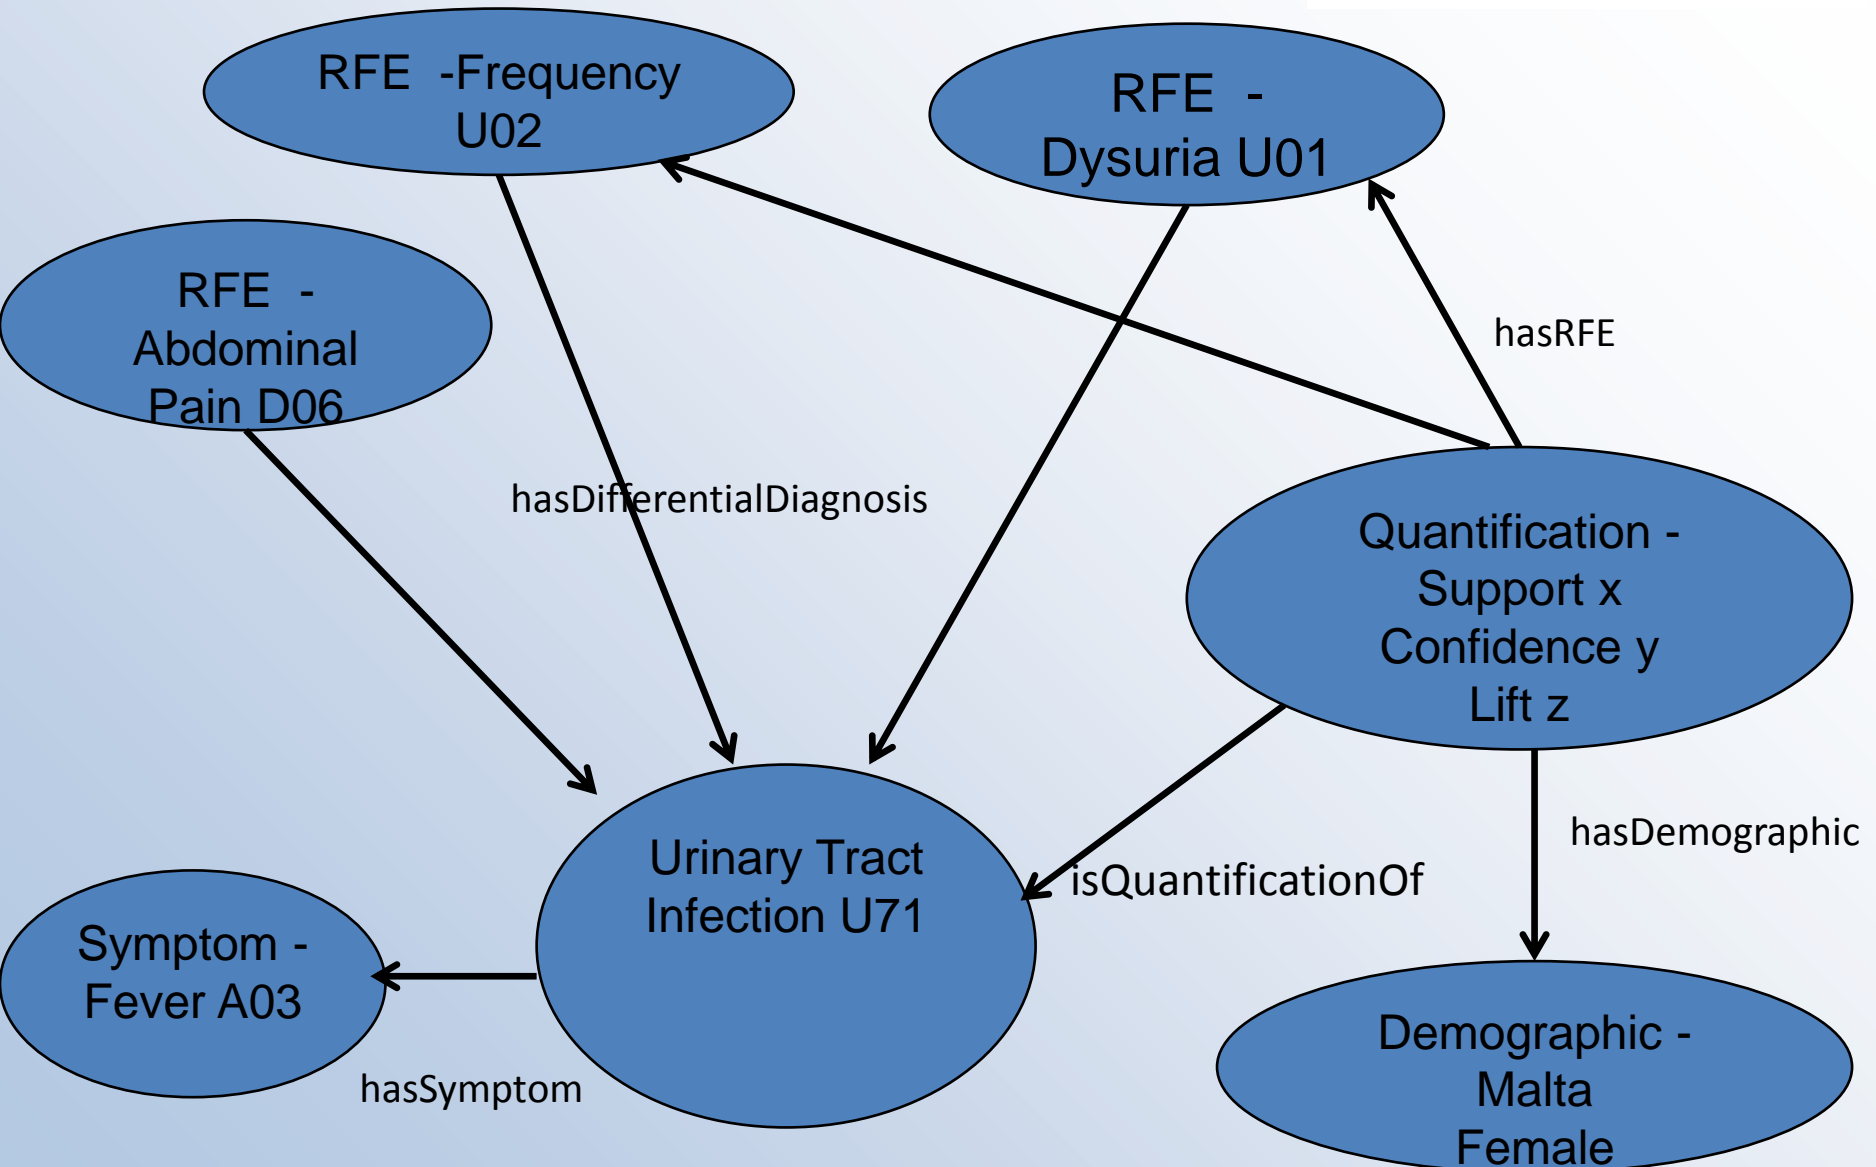 RFE -Frequency
U02
RFE -
Dysuria U01
RFE -
Abdominal
Pain D06
hasRFE
hasDifferentialDiagnosis
Quantification -
Support x
Confidence y
Lift z
Urinary Tract
Infection U71
isQuantificationOf
hasDemographic
Symptom -
Fever A03
hasSymptom
Demographic -
Malta
Female